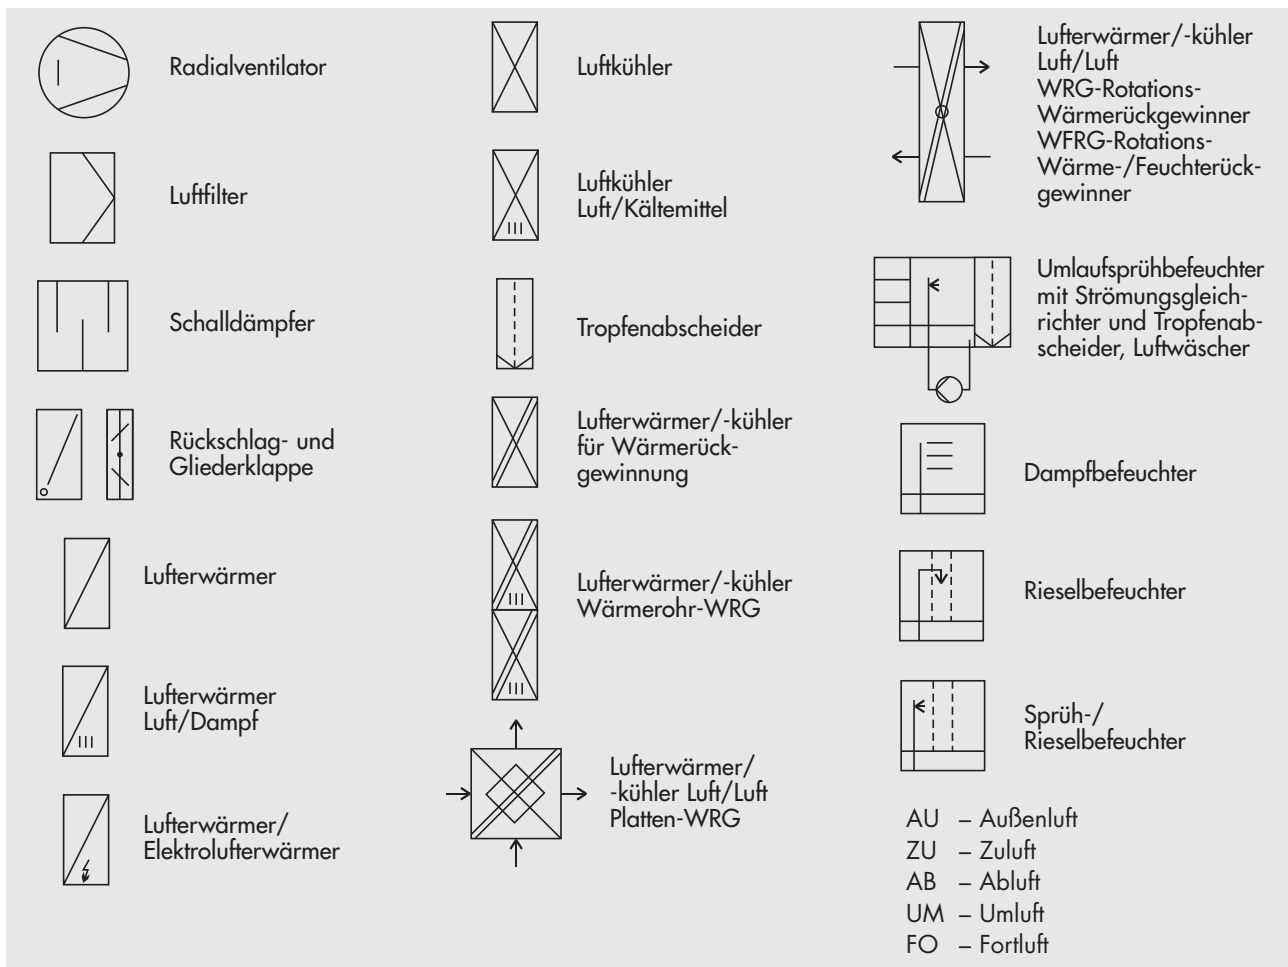 Radialventilator
Luftfilter
Schalldämpfer
Rückschlag- und
Gliederklappe
Lufterwärmer
Lufterwärmer
Luft/Dampf
Lufterwärmer/
Elektrolufterwärmer
Luftkühler
Luftkühler
Luft/Kältemittel
Tropfenabscheider
Lufterwärmer/-kühler
für Wärmerück-
gewinnung
Lufterwärmer/-kühler
Wärmerohr-WRG
Lufterwärmer/
-kühler Luft/Luft
Platten-WRG
Lufterwärmer/-kühler
Luft/Luft
WRG-Rotations-
Wärmerückgewinner
WFRG-Rotations-
Wärme-/Feuchterück-
gewinner
Umlaufsprühbefeuchter
mit Strömungsgleich-
richter und Tropfenab-
scheider, Luftwäscher
Dampfbefeuchter
Rieselbefeuchter
Sprüh-/
Rieselbefeuchter
AU – Außenluft
ZU – Zuluft
AB – Abluft
UM – Umluft
FO – Fortluft